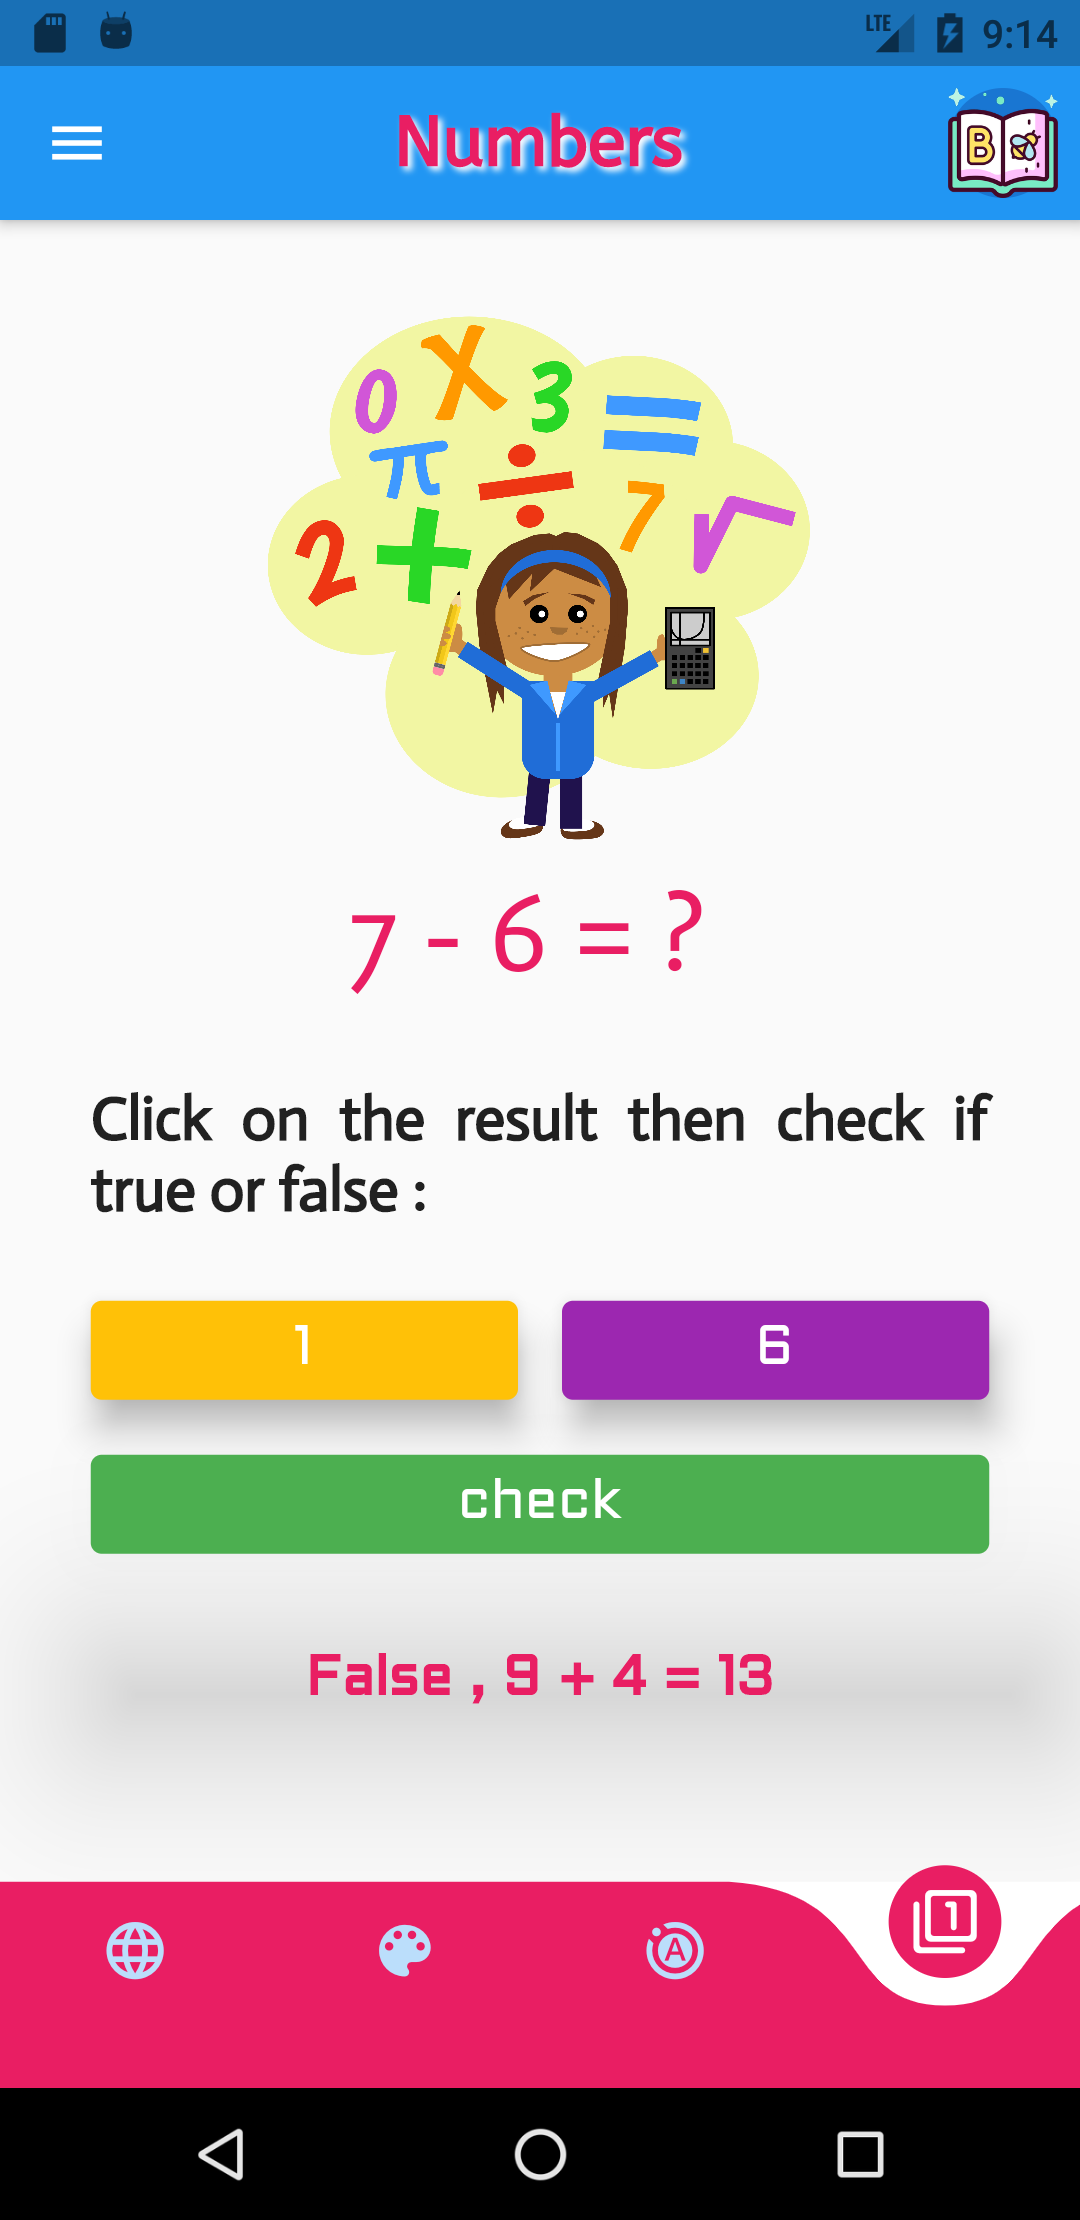 LTE 9:14
Numbers
B
0 X 3 =
π ÷ 7 √
2 +
7 - 6 = ?
Click on the result then check if
true or false :
1 6
check
False , 9 + 4 = 13
A 1